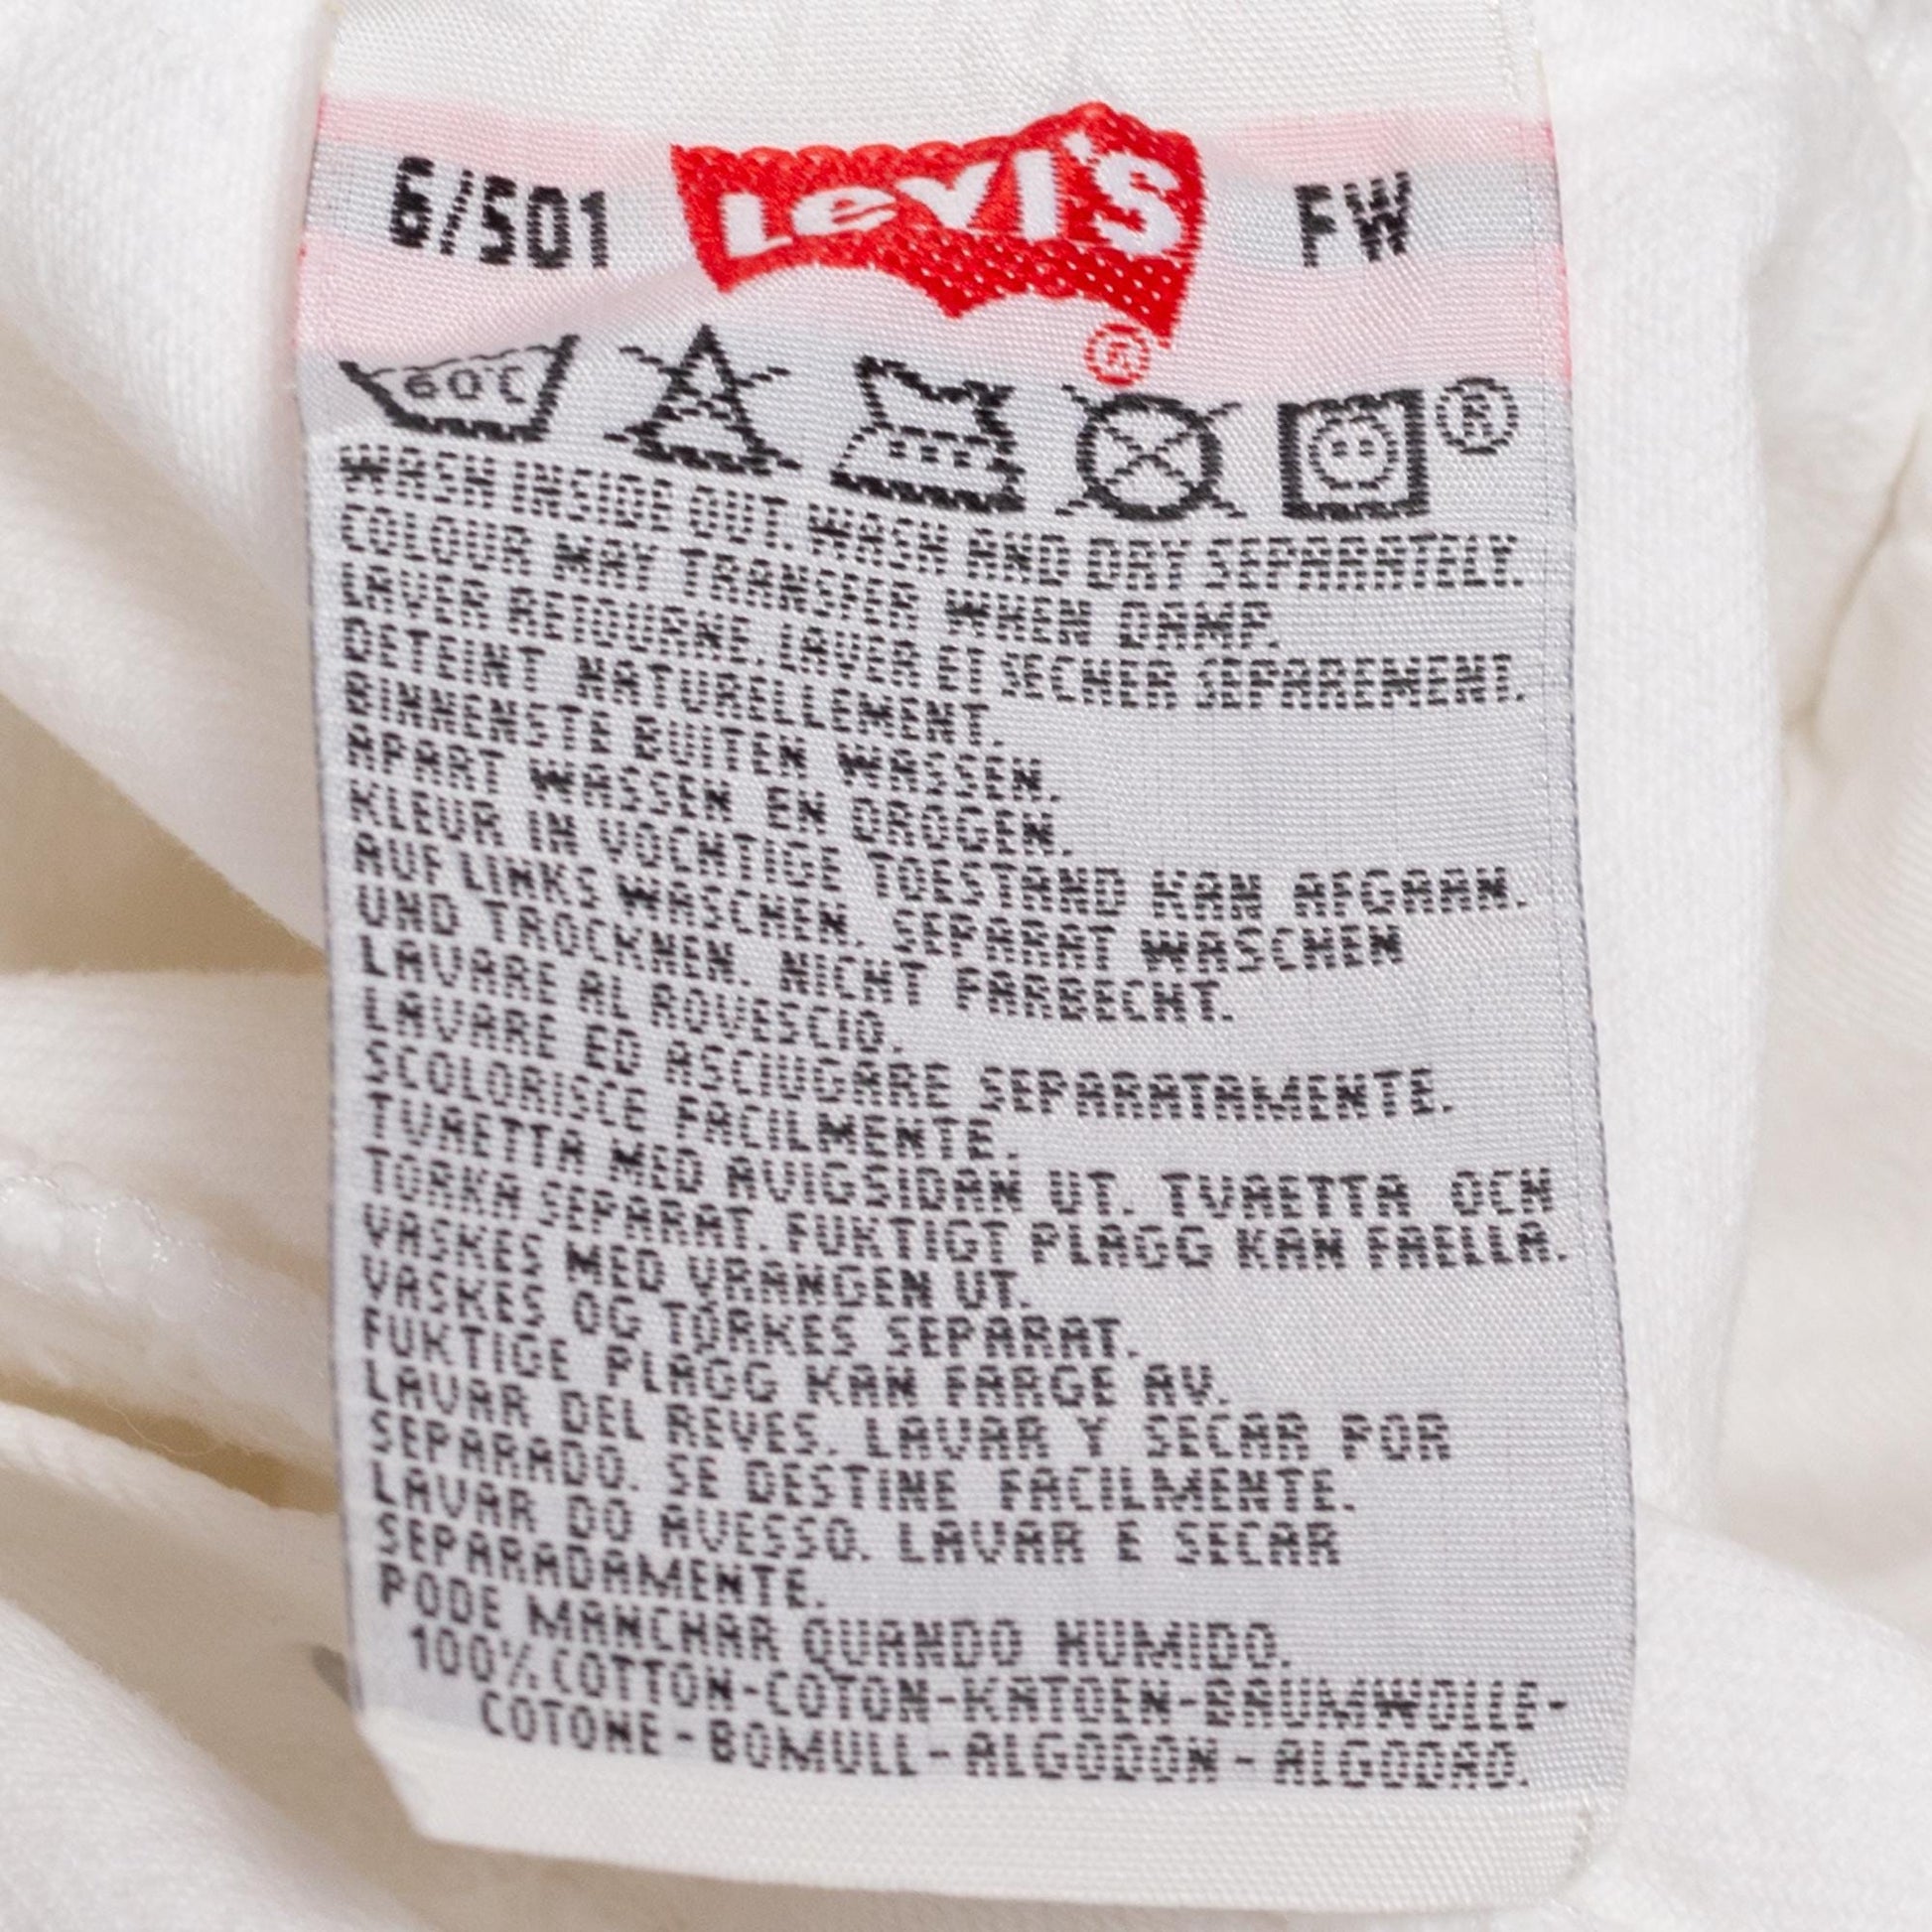 6/501 Levi's FW
®
60°C ®
WASH INSIDE OUT. WASH AND DRY SEPARATELY.
COLOUR MAY TRANSFER WHEN DAMP.
LAVER RETOURNE. LAVER ET SECHER SEPAREMENT.
DETEINT NATURELLEMENT.
BINNENSTE BUITEN WASSEN.
APART WASSEN EN DROGEN.
KLEUR IN VOCHTIGE TOESTAND KAN AFGAAN.
AUF LINKS WASCHEN. SEPARAT WASCHEN
UND TROCKNEN. NICHT FARBECHT.
LAVARE AL ROVESCIO.
LAVARE ED ASCIUGARE SEPARATAMENTE.
SCOLORISCE FACILMENTE.
TVAETTA MED AVIGSIDAN UT. TVAETTA OCH
TORKA SEPARAT. FUKTIGT PLAGG KAN FAELLA.
VASKES MED VRANGEN UT.
VASKES OG TORKES SEPARAT.
FUKTIGE PLAGG KAN FARGE AV.
LAVAR DEL REVES. LAVAR Y SECAR POR
SEPARADO. SE DESTINE FACILMENTE.
LAVAR DO AVESSO. LAVAR E SECAR
SEPARADAMENTE.
PODE MANCHAR QUANDO HUMIDO.
100% COTTON-COTON-KATOEN-BAUMWOLLE-
COTONE-BOMULL-ALGODON-ALGODAO.